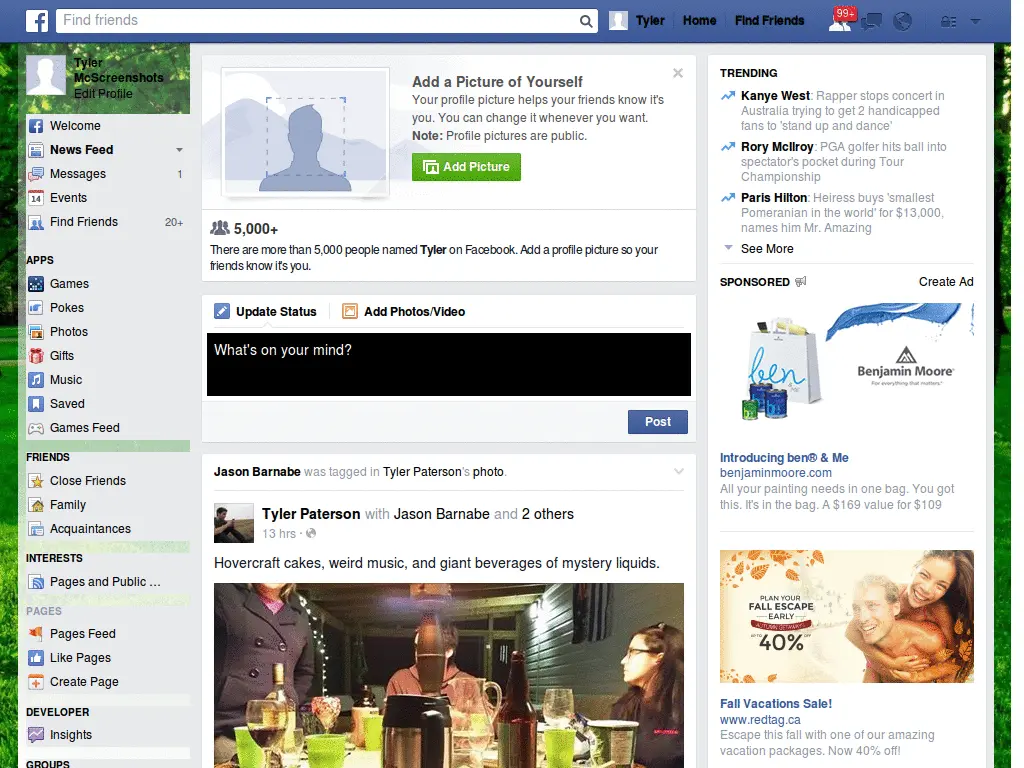 Find friends
Tyler
Home
Find Friends
99+
Tyler
McScreenshots
Edit Profile
Welcome
News Feed
Messages 1
14 Events
Find Friends 20+
APPS
Games
Pokes
Photos
Gifts
Music
Saved
Games Feed
FRIENDS
Close Friends
Family
Acquaintances
INTERESTS
Pages and Public ...
PAGES
Pages Feed
Like Pages
Create Page
DEVELOPER
Insights
GROUPS
Add a Picture of Yourself
Your profile picture helps your friends know it's
you. You can change it whenever you want.
Note: Profile pictures are public.
Add Picture
5,000+
There are more than 5,000 people named Tyler on Facebook. Add a profile picture so your
friends know it's you.
Update Status
Add Photos/Video
What's on your mind?
Post
Jason Barnabe was tagged in Tyler Paterson's photo.
Tyler Paterson with Jason Barnabe and 2 others
13 hrs ·
Hovercraft cakes, weird music, and giant beverages of mystery liquids.
TRENDING
Kanye West: Rapper stops concert in
Australia trying to get 2 handicapped
fans to 'stand up and dance'
Rory McIlroy: PGA golfer hits ball into
spectator's pocket during Tour
Championship
Paris Hilton: Heiress buys 'smallest
Pomeranian in the world' for $13,000,
names him Mr. Amazing
See More
SPONSORED
Create Ad
ben
Benjamin Moore®
For everything that matters.™
Introducing ben® & Me
benjaminmoore.com
All your painting needs in one bag. You got
this. It's in the bag. A $169 value for $109
PLAN YOUR
FALL ESCAPE
EARLY
AUTUMN GETAWAYS
UP TO
40%
OFF
Fall Vacations Sale!
www.redtag.ca
Escape this fall with one of our amazing
vacation packages. Now 40% off!